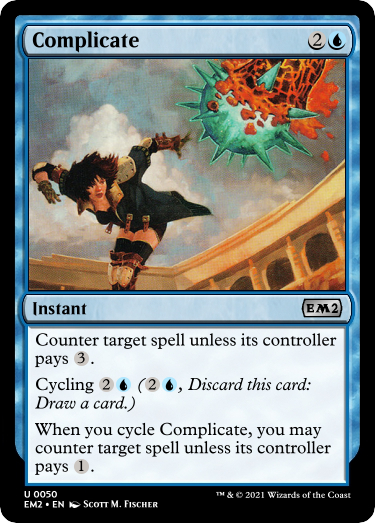 Complicate 2
Instant EM2
Counter target spell unless its controller
pays 3.
Cycling 2 (2, Discard this card:
Draw a card.)
When you cycle Complicate, you may
counter target spell unless its controller
pays 1.
U 0050
EM2 • EN Scott M. Fischer
™ & © 2021 Wizards of the Coast